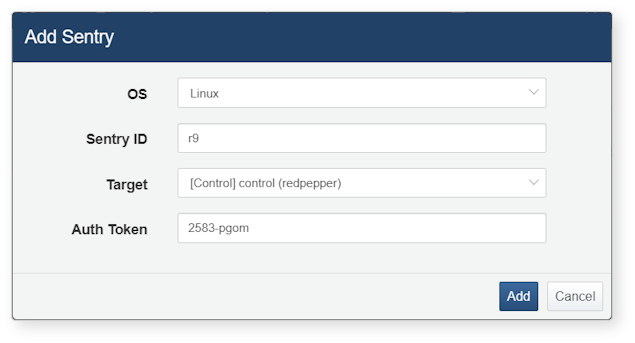 Add Sentry
OS Linux
Sentry ID r9
Target [Control] control (redpepper)
Auth Token 2583-pgom
Add Cancel